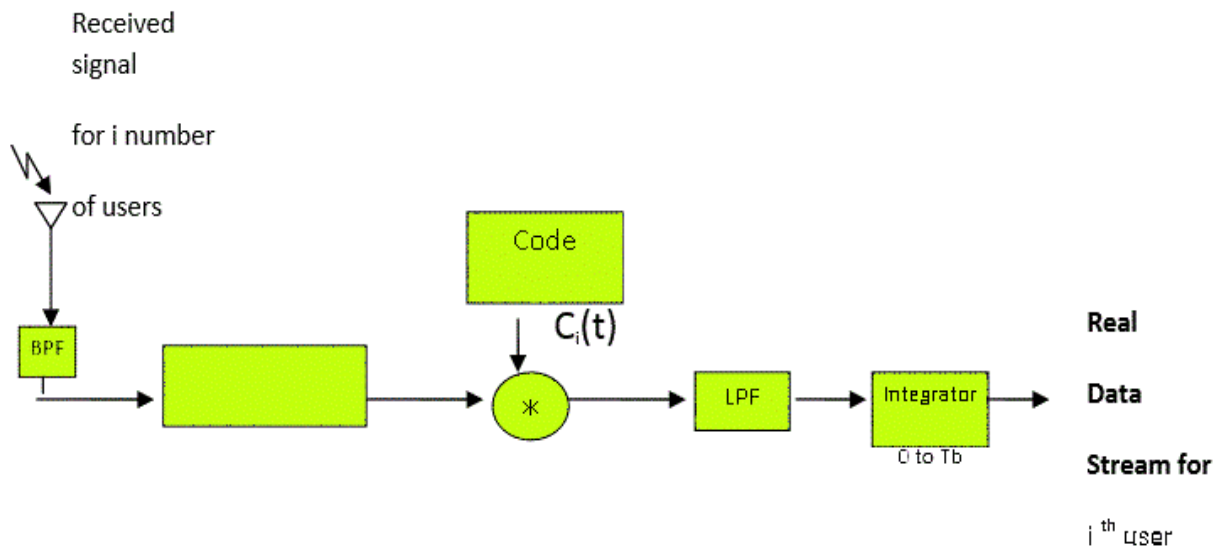 Received
signal
for i number
of users
Code
Cᵢ(t)
BPF
*
LPF
Integrator
0 to Tb
Real
Data
Stream for
i th user